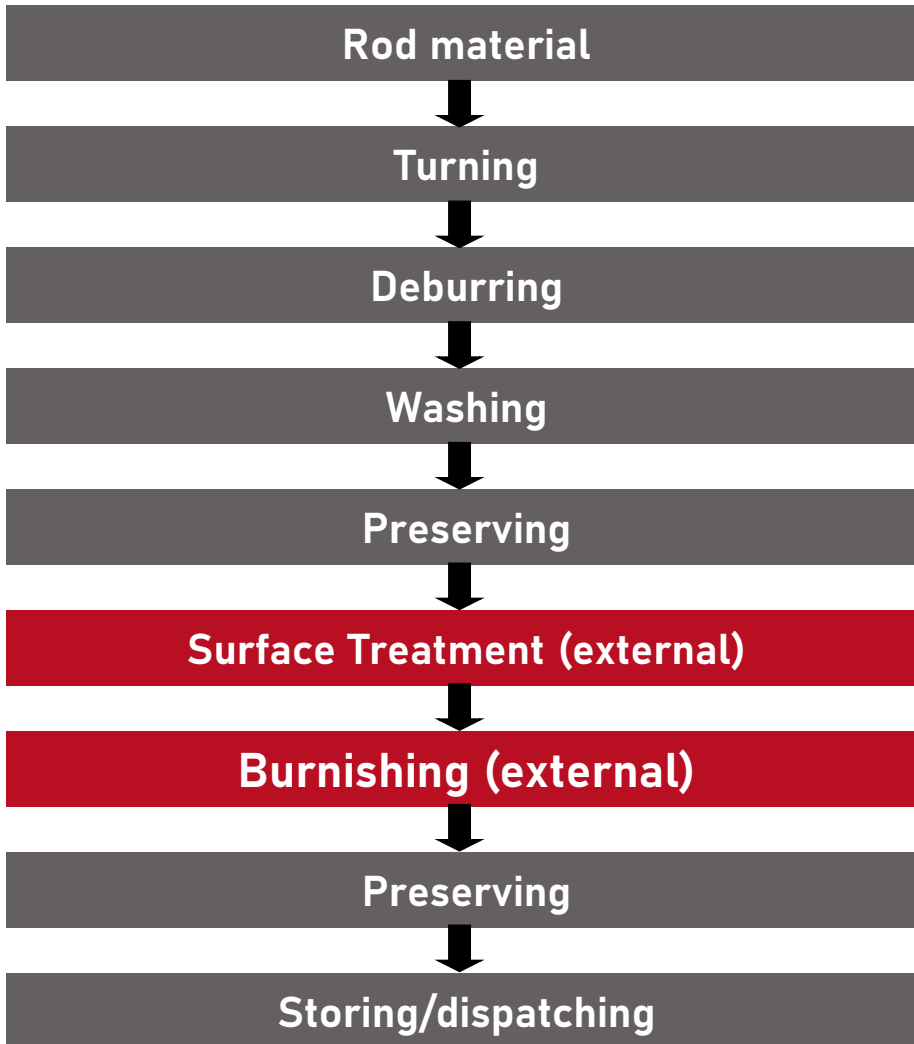 Rod material
Turning
Deburring
Washing
Preserving
Surface Treatment (external)
Burnishing (external)
Preserving
Storing/dispatching